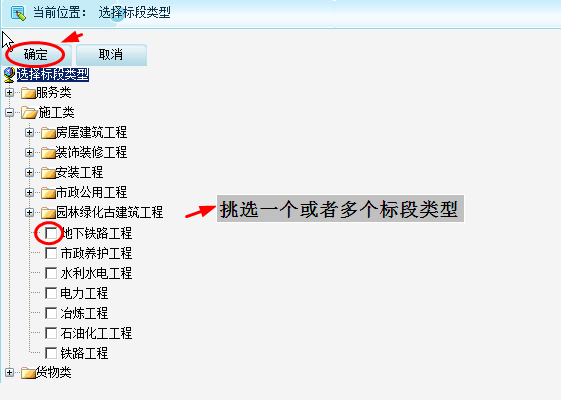 当前位置： 选择标段类型
确定 取消
选择标段类型
服务类
施工类
房屋建筑工程
装饰装修工程
安装工程
市政公用工程
园林绿化古建筑工程
挑选一个或者多个标段类型
地下铁路工程
市政养护工程
水利水电工程
电力工程
冶炼工程
石油化工工程
铁路工程
货物类